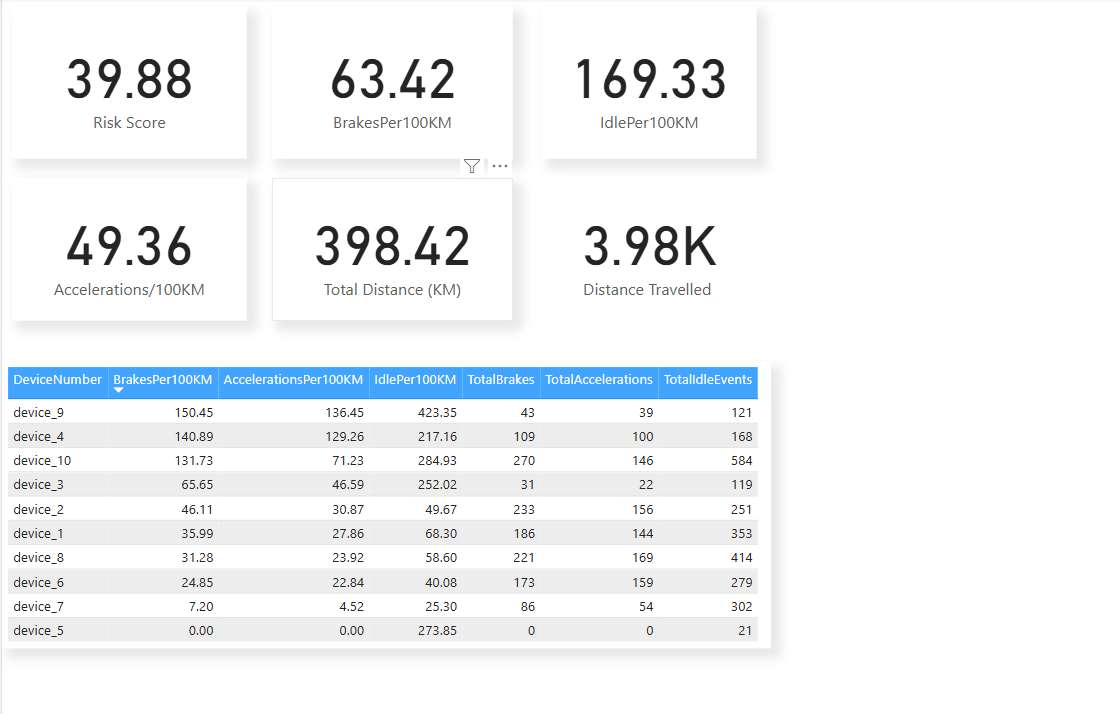 39.88
Risk Score
63.42
BrakesPer100KM
169.33
IdlePer100KM
49.36
Accelerations/100KM
398.42
Total Distance (KM)
3.98K
Distance Travelled
DeviceNumber BrakesPer100KM AccelerationsPer100KM IdlePer100KM TotalBrakes TotalAccelerations TotalIdleEvents
device_9 150.45 136.45 423.35 43 39 121
device_4 140.89 129.26 217.16 109 100 168
device_10 131.73 71.23 284.93 270 146 584
device_3 65.65 46.59 252.02 31 22 119
device_2 46.11 30.87 49.67 233 156 251
device_1 35.99 27.86 68.30 186 144 353
device_8 31.28 23.92 58.60 221 169 414
device_6 24.85 22.84 40.08 173 159 279
device_7 7.20 4.52 25.30 86 54 302
device_5 0.00 0.00 273.85 0 0 21